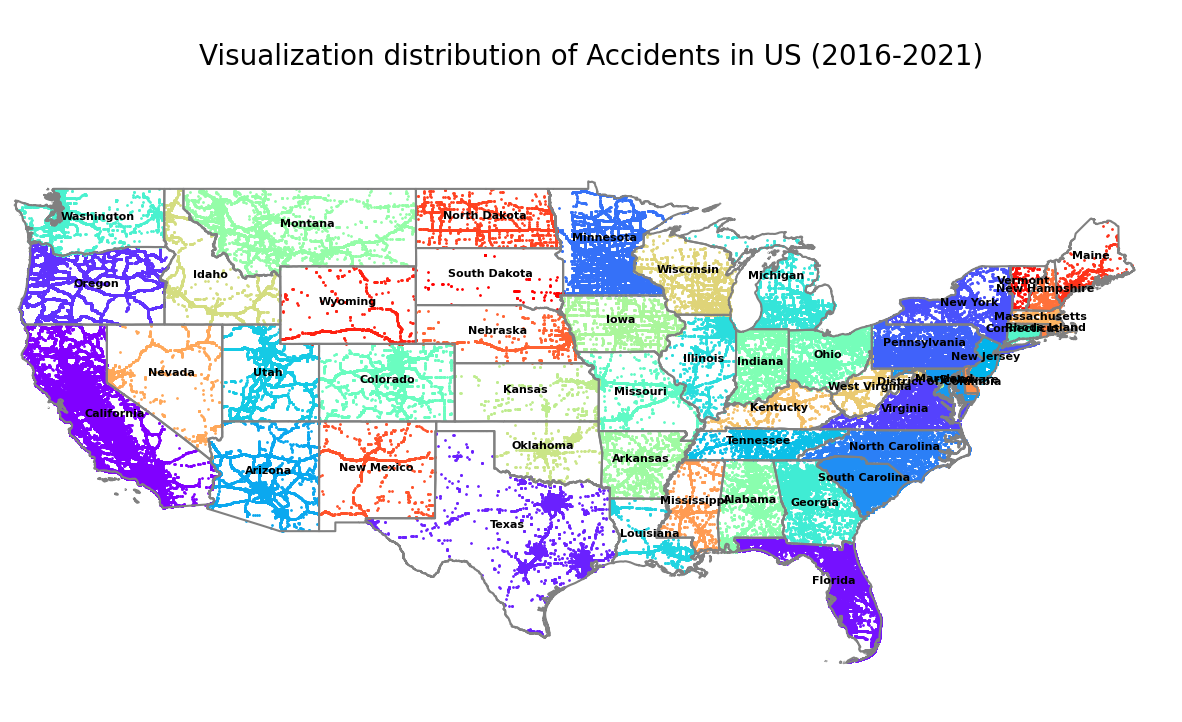 Visualization distribution of Accidents in US (2016-2021)
Washington
Montana
North Dakota
Minnesota
Maine
Oregon
Idaho
South Dakota
Wisconsin
Michigan
Vermont
New Hampshire
Wyoming
New York
Massachusetts
Nebraska
Iowa
Connecticut
Rhode Island
Pennsylvania
Nevada
Utah
Colorado
Illinois
Indiana
Ohio
New Jersey
Kansas
Missouri
West Virginia
District of Columbia
Maryland
California
Kentucky
Virginia
Oklahoma
Tennessee
North Carolina
Arizona
New Mexico
Arkansas
South Carolina
Texas
Mississippi
Alabama
Georgia
Louisiana
Florida